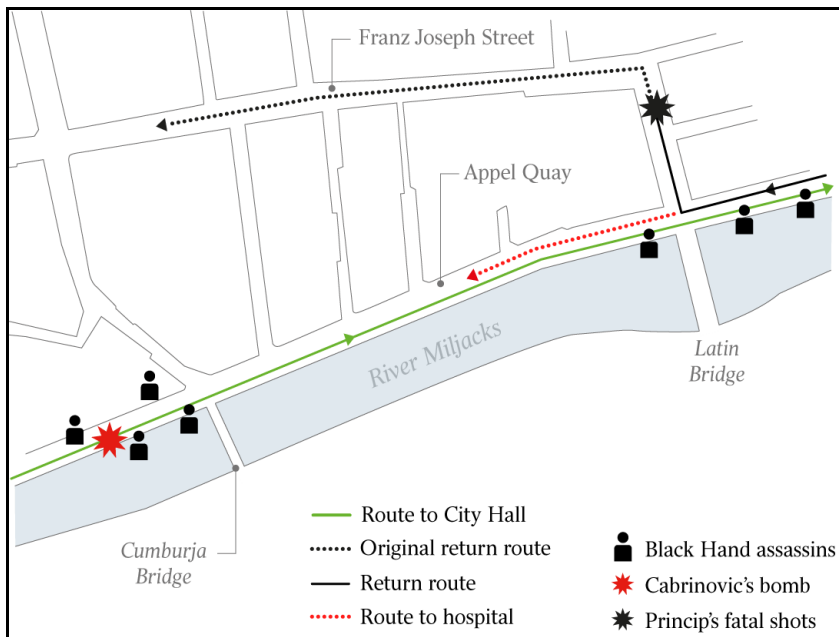 Franz Joseph Street
Appel Quay
River Miljacks
Latin
Bridge
Cumburja
Bridge
Route to City Hall
Original return route
Return route
Route to hospital
Black Hand assassins
Cabrinovic's bomb
Princip's fatal shots